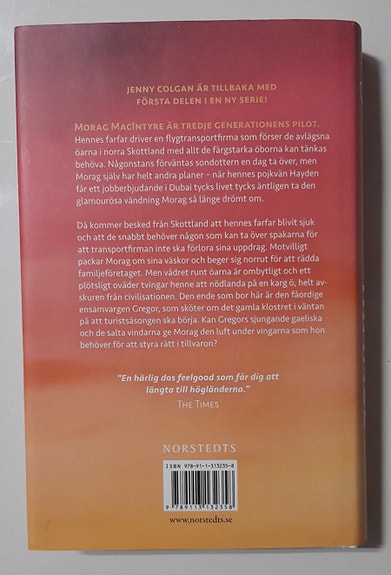 JENNY COLGAN ÄR TILLBAKA MED
FÖRSTA DELEN I EN NY SERIE!
MORAG MACINTYRE ÄR TREDJE GENERATIONENS PILOT.
Hennes farfar driver en flygtransportfirma som förser de avlägsna
öarna i norra Skottland med allt de färgstarka öborna kan tänkas
behöva. Någonstans förväntas sondottern en dag ta över, men
Morag själv har helt andra planer – när hennes pojkvän Hayden
får ett jobberbjudande i Dubai tycks livet tycks äntligen ta den
glamourösa vändning Morag så länge drömt om.
Då kommer besked från Skottland att hennes farfar blivit sjuk
och att de snabbt behöver någon som kan ta över spakarna för
att transportfirman inte ska förlora sina uppdrag. Motvilligt
packar Morag om sina väskor och beger sig norrut för att rädda
familjeföretaget. Men vädret runt öarna är ombytligt och ett
plötsligt oväder tvingar henne att nödlanda på en karg ö, helt av-
skuren från civilisationen. Den ende som bor här är den fåordige
ensamvargen Gregor, som sköter om det gamla klostret i väntan
på att turistsäsongen ska börja. Kan Gregors sjungande gaeliska
och de salta vindarna ge Morag den luft under vingarna som hon
behöver för att styra rätt i tillvaron?
"En härlig dos feelgood som får dig att
längta till högländerna."
THE TIMES
NORSTEDTS
ISBN 978-91-1-313235-8
9 789113 132358
www.norstedts.se